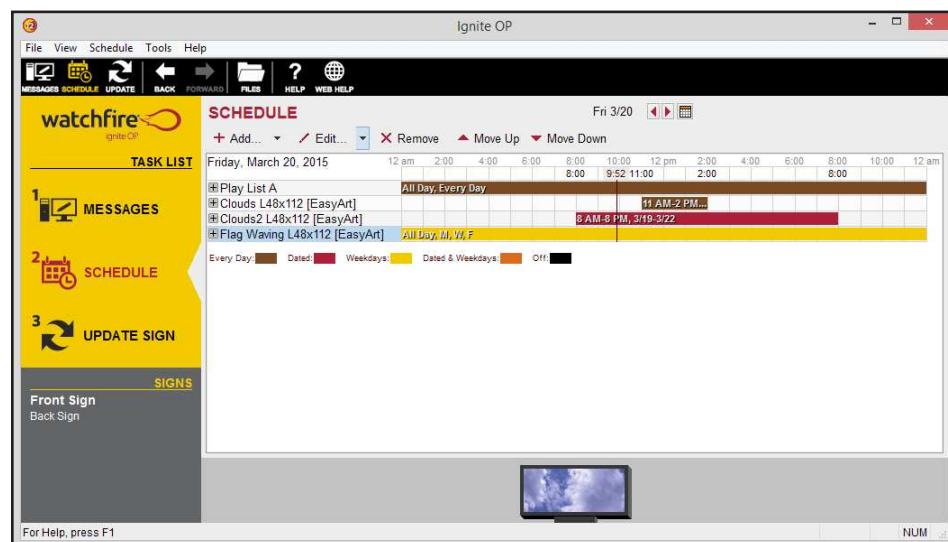 Ignite OP
File View Schedule Tools Help
MESSAGES SCHEDULE UPDATE BACK FORWARD FILES HELP WEB HELP
watchfire
Ignite OP
TASK LIST
1 MESSAGES
2 SCHEDULE
3 UPDATE SIGN
SIGNS
Front Sign
Back Sign
SCHEDULE Fri 3/20
+ Add... Edit... X Remove Move Up Move Down
Friday, March 20, 2015 12 am 2:00 4:00 6:00 8:00 10:00 12 pm 2:00 4:00 6:00 8:00 10:00 12 am
8:00 9:52 11:00 2:00 8:00
Play List A All Day, Every Day
Clouds L48x112 [EasyArt] 11 AM-2 PM...
Clouds2 L48x112 [EasyArt] 8 AM-8 PM, 3/19-3/22
Flag Waving L48x112 [EasyArt] All Day, M, W, F
Every Day: Dated: Weekdays: Dated & Weekdays: Off:
For Help, press F1 NUM